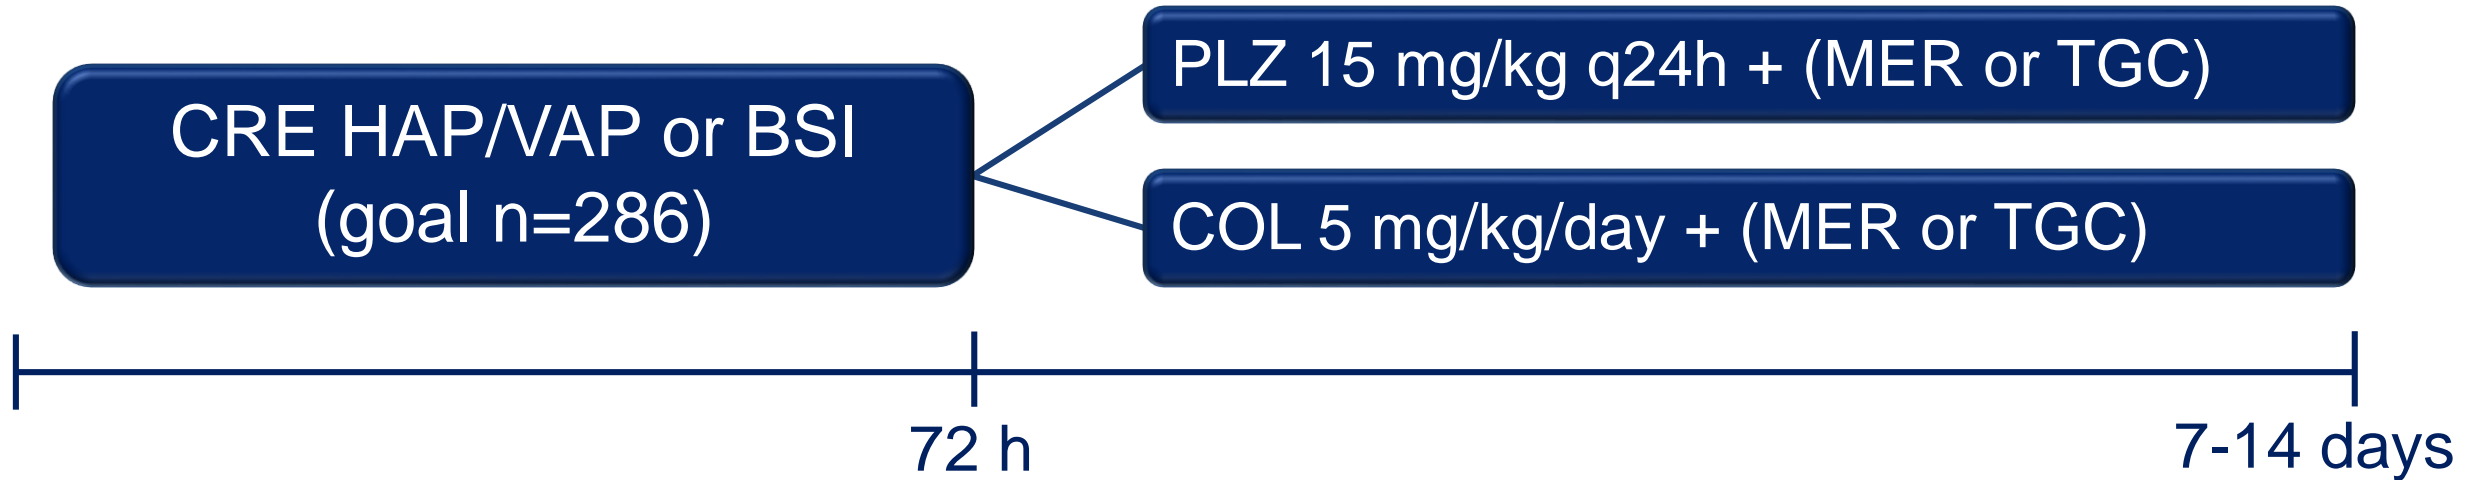 CRE HAP/VAP or BSI
(goal n=286)
PLZ 15 mg/kg q24h + (MER or TGC)
COL 5 mg/kg/day + (MER or TGC)
72 h
7-14 days